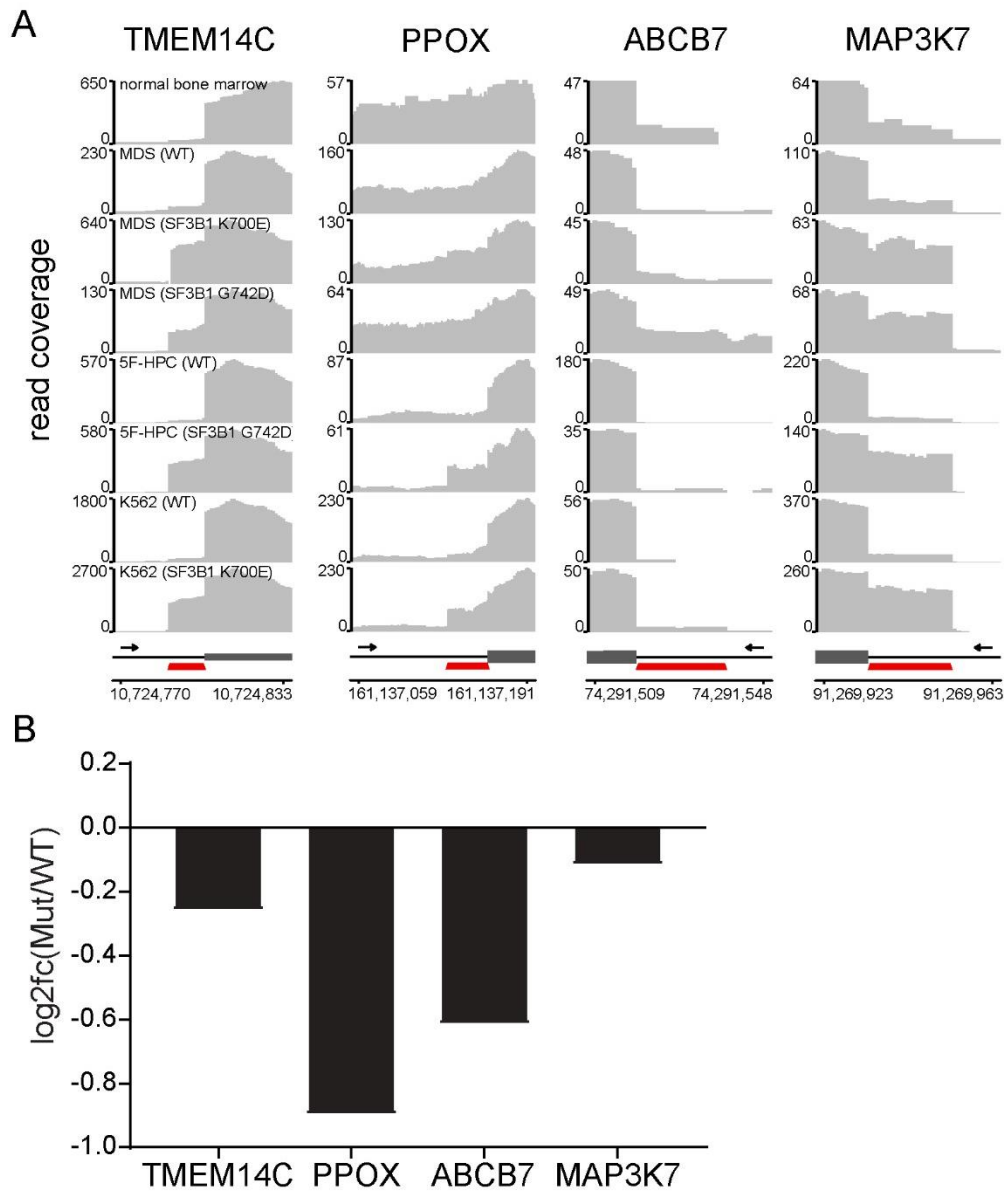 A
TMEM14C PPOX ABCB7 MAP3K7
read coverage
650 normal bone marrow 57 47 64
0 0 0 0
230 MDS (WT) 160 48 110
0 0 0 0
640 MDS (SF3B1 K700E) 130 45 63
0 0 0 0
130 MDS (SF3B1 G742D) 64 49 68
0 0 0 0
570 5F-HPC (WT) 87 180 220
0 0 0 0
580 5F-HPC (SF3B1 G742D 61 35 140
0 0 0 0
1800 K562 (WT) 230 56 370
0 0 0 0
2700 K562 (SF3B1 K700E) 230 50 260
0 0 0 0
10,724,770 10,724,833 161,137,059 161,137,191 74,291,509 74,291,548 91,269,923 91,269,963
B
log2fc(Mut/WT)
0.2
0.0
-0.2
-0.4
-0.6
-0.8
-1.0
TMEM14C PPOX ABCB7 MAP3K7